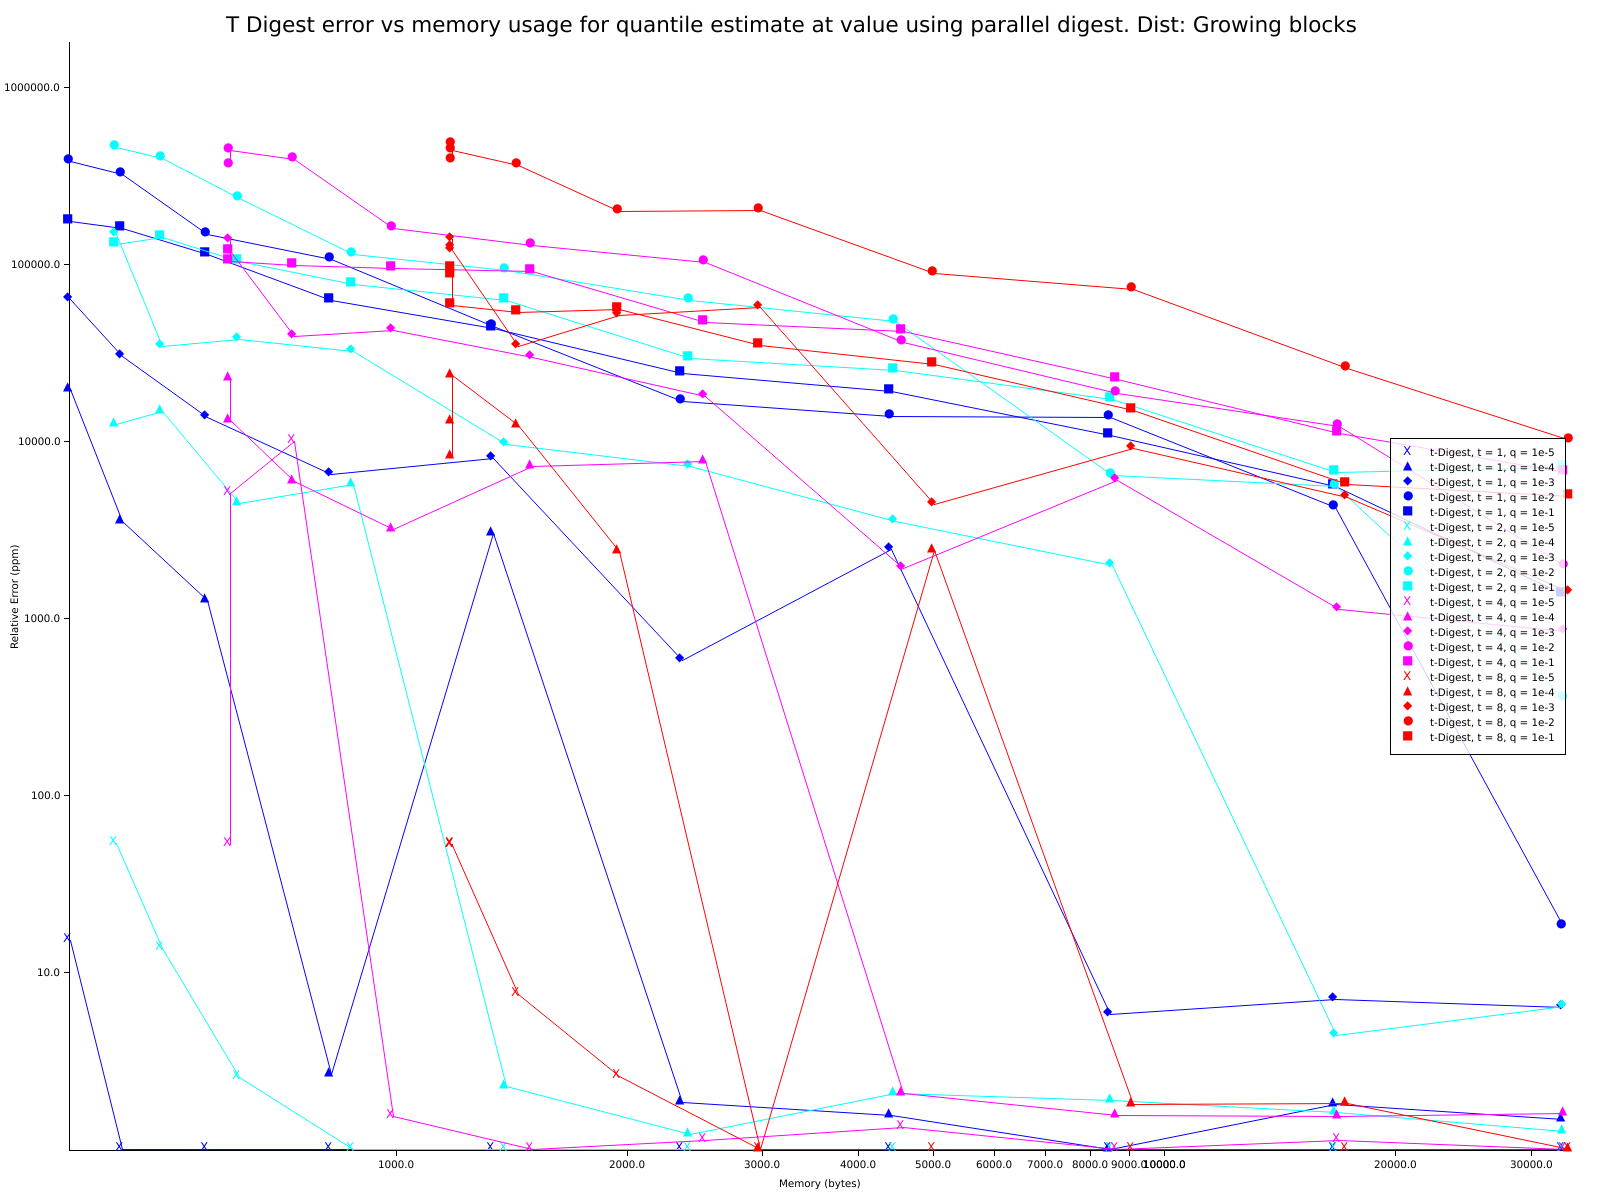 T Digest error vs memory usage for quantile estimate at value using parallel digest. Dist: Growing blocks
1000000.0
100000.0
10000.0
1000.0
100.0
10.0
Relative Error (ppm)
t-Digest, t = 1, q = 1e-5
t-Digest, t = 1, q = 1e-4
t-Digest, t = 1, q = 1e-3
t-Digest, t = 1, q = 1e-2
t-Digest, t = 1, q = 1e-1
t-Digest, t = 2, q = 1e-5
t-Digest, t = 2, q = 1e-4
t-Digest, t = 2, q = 1e-3
t-Digest, t = 2, q = 1e-2
t-Digest, t = 2, q = 1e-1
t-Digest, t = 4, q = 1e-5
t-Digest, t = 4, q = 1e-4
t-Digest, t = 4, q = 1e-3
t-Digest, t = 4, q = 1e-2
t-Digest, t = 4, q = 1e-1
t-Digest, t = 8, q = 1e-5
t-Digest, t = 8, q = 1e-4
t-Digest, t = 8, q = 1e-3
t-Digest, t = 8, q = 1e-2
t-Digest, t = 8, q = 1e-1
1000.0 2000.0 3000.0 4000.0 5000.0 6000.0 7000.0 8000.0 9000.0 10000.0 20000.0 30000.0
Memory (bytes)